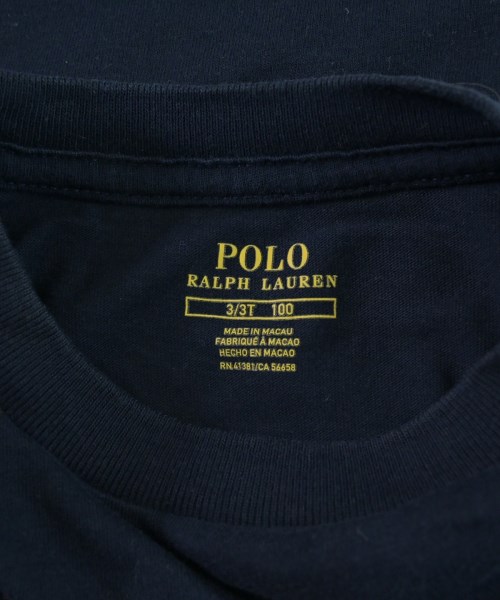 POLO
RALPH LAUREN
3/3T 100
MADE IN MACAU
FABRIQUÉ À MACAO
HECHO EN MACAO
RN.41381/CA 56658